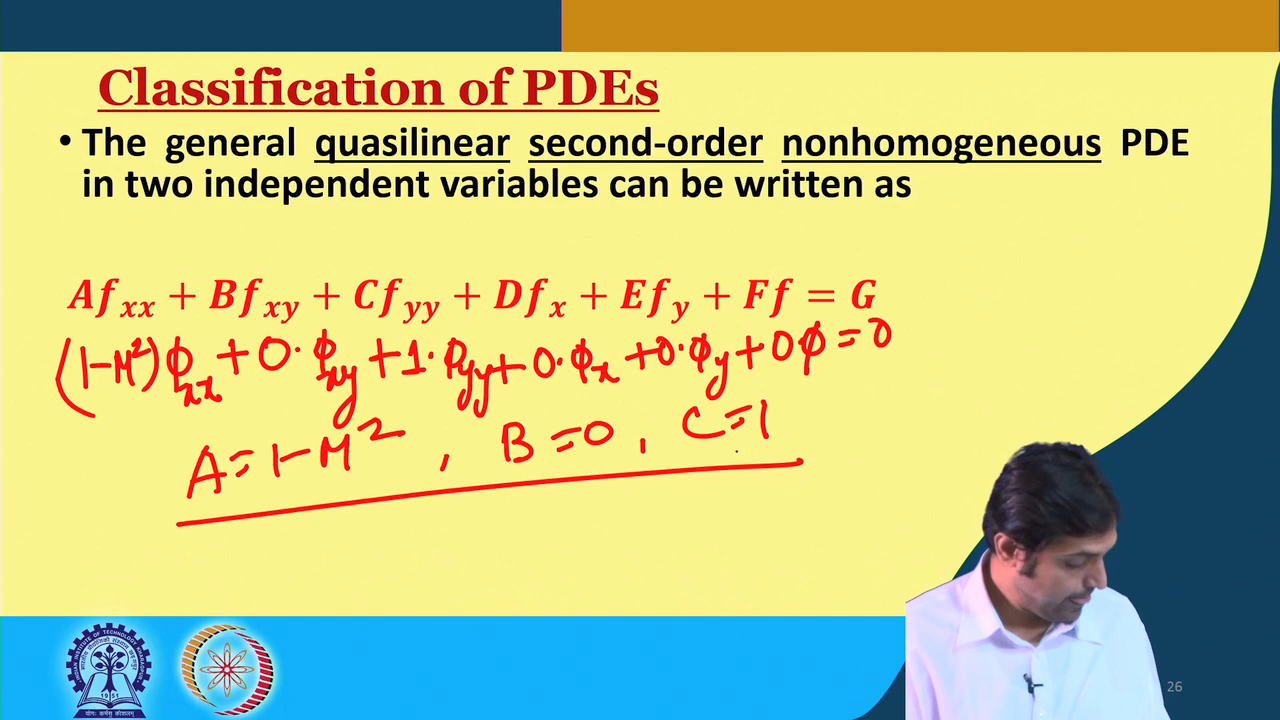 Classification of PDEs
• The general quasilinear second-order nonhomogeneous PDE
in two independent variables can be written as
Af_xx + Bf_xy + Cf_yy + Df_x + Ef_y + Ff = G
(1-M²)ϕ_xx + 0·ϕ_xy + 1·ϕ_yy + 0·ϕ_x + 0·ϕ_y + 0ϕ = 0
A = 1-M², B = 0, C = 1
1951
26